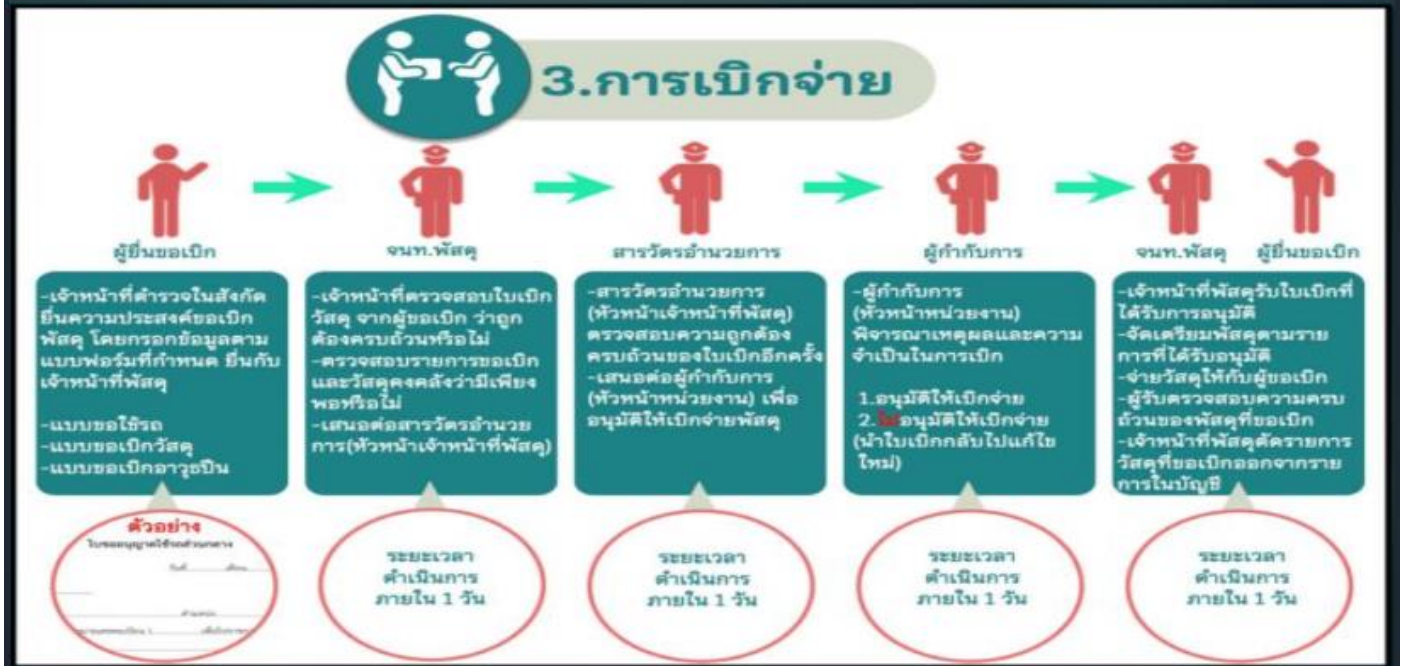 3.การเบิกจ่าย
ผู้ยื่นขอเบิก
จนท.พัสดุ
สารวัตรอำนวยการ
ผู้กำกับการ
จนท.พัสดุ
ผู้ยื่นขอเบิก
-เจ้าหน้าที่ตำรวจในสังกัด
ยื่นความประสงค์ขอเบิก
พัสดุ โดยกรอกข้อมูลตาม
แบบฟอร์มที่กำหนด ยื่นกับ
เจ้าหน้าที่พัสดุ
-แบบขอใช้รถ
-แบบขอเบิกวัสดุ
-แบบขอเบิกอาวุธปืน
-เจ้าหน้าที่ตรวจสอบใบเบิก
วัสดุ จากผู้ขอเบิก ว่าถูก
ต้องครบถ้วนหรือไม่
-ตรวจสอบรายการขอเบิก
และวัสดุคงคลังว่ามีเพียง
พอหรือไม่
-เสนอต่อสารวัตรอำนวย
การ(หัวหน้าเจ้าหน้าที่พัสดุ)
-สารวัตรอำนวยการ
(หัวหน้าเจ้าหน้าที่พัสดุ)
ตรวจสอบความถูกต้อง
ครบถ้วนของใบเบิกอีกครั้ง
-เสนอต่อผู้กำกับการ
(หัวหน้าหน่วยงาน) เพื่อ
อนุมัติให้เบิกจ่ายพัสดุ
-ผู้กำกับการ
(หัวหน้าหน่วยงาน)
พิจารณาเหตุผลและความ
จำเป็นในการเบิก
1.อนุมัติให้เบิกจ่าย
2.ไม่อนุมัติให้เบิกจ่าย
(นำใบเบิกกลับไปแก้ไข
ใหม่)
-เจ้าหน้าที่พัสดุรับใบเบิกที่
ได้รับการอนุมัติ
-จัดเตรียมพัสดุตามราย
การที่ได้รับอนุมัติ
-จ่ายวัสดุให้กับผู้ขอเบิก
-ผู้รับตรวจสอบความครบ
ถ้วนของพัสดุที่ขอเบิก
-เจ้าหน้าที่พัสดุตัดรายการ
วัสดุที่ขอเบิกออกจากราย
การในบัญชี
ตัวอย่าง
ใบขออนุญาตใช้รถส่วนกลาง
วันที่ เดือน
ตำแหน่ง
ระยะเวลา
ดำเนินการ
ภายใน 1 วัน
ระยะเวลา
ดำเนินการ
ภายใน 1 วัน
ระยะเวลา
ดำเนินการ
ภายใน 1 วัน
ระยะเวลา
ดำเนินการ
ภายใน 1 วัน